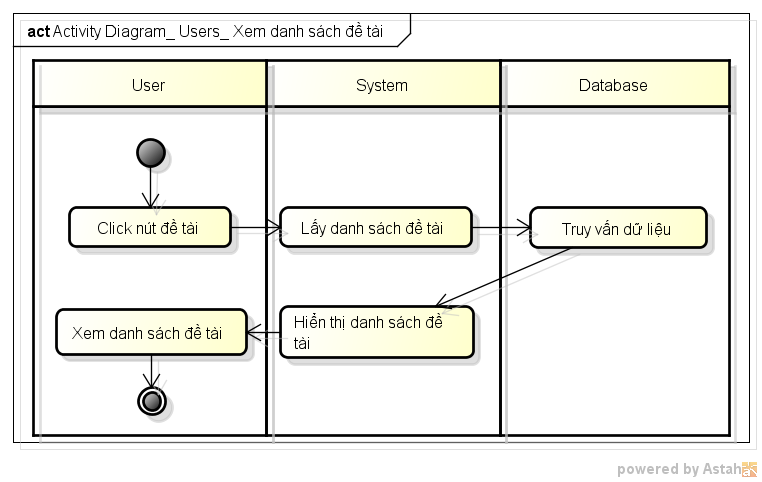 act Activity Diagram_ Users_ Xem danh sách đề tài
User
System
Database
Click nút đề tài
Lấy danh sách đề tài
Truy vấn dữ liệu
Xem danh sách đề tài
Hiển thị danh sách đề
tài
powered by Astah